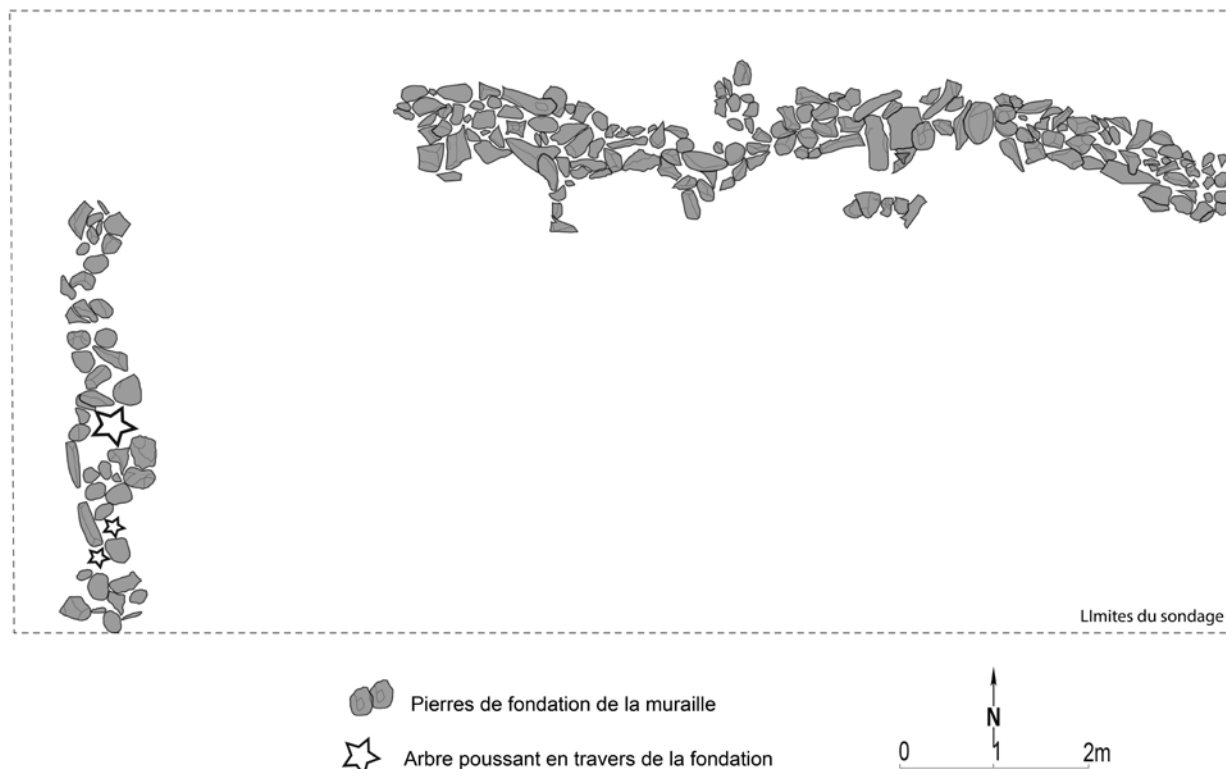 LImites du sondage
Pierres de fondation de la muraille
Arbre poussant en travers de la fondation
N
0 1 2m